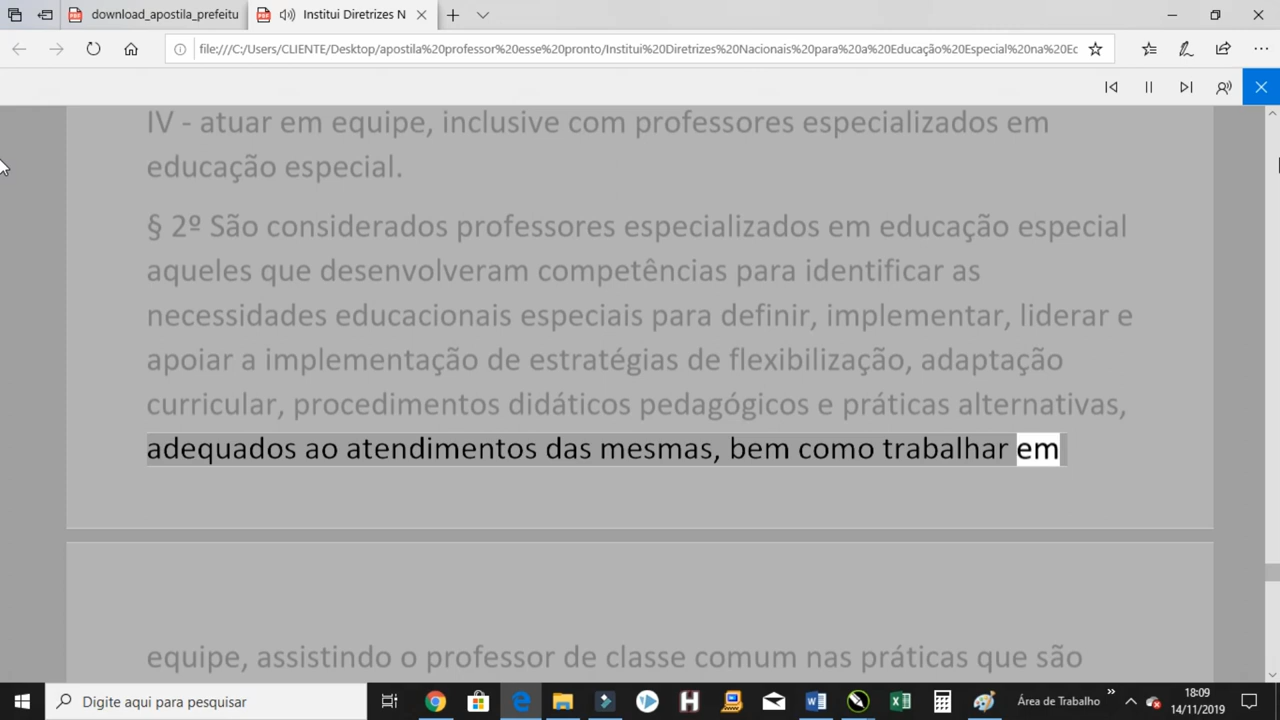 download_apostila_prefeitu
Institui Diretrizes N
file:///C:/Users/CLIENTE/Desktop/apostila%20professor%20esse%20pronto/Institui%20Diretrizes%20Nacionais%20para%20a%20Educação%20Especial%20na%20Ec
IV - atuar em equipe, inclusive com professores especializados em
educação especial.
§ 2º São considerados professores especializados em educação especial
aqueles que desenvolveram competências para identificar as
necessidades educacionais especiais para definir, implementar, liderar e
apoiar a implementação de estratégias de flexibilização, adaptação
curricular, procedimentos didáticos pedagógicos e práticas alternativas,
adequados ao atendimentos das mesmas, bem como trabalhar em
equipe, assistindo o professor de classe comum nas práticas que são
Digite aqui para pesquisar
Área de Trabalho
18:09
14/11/2019